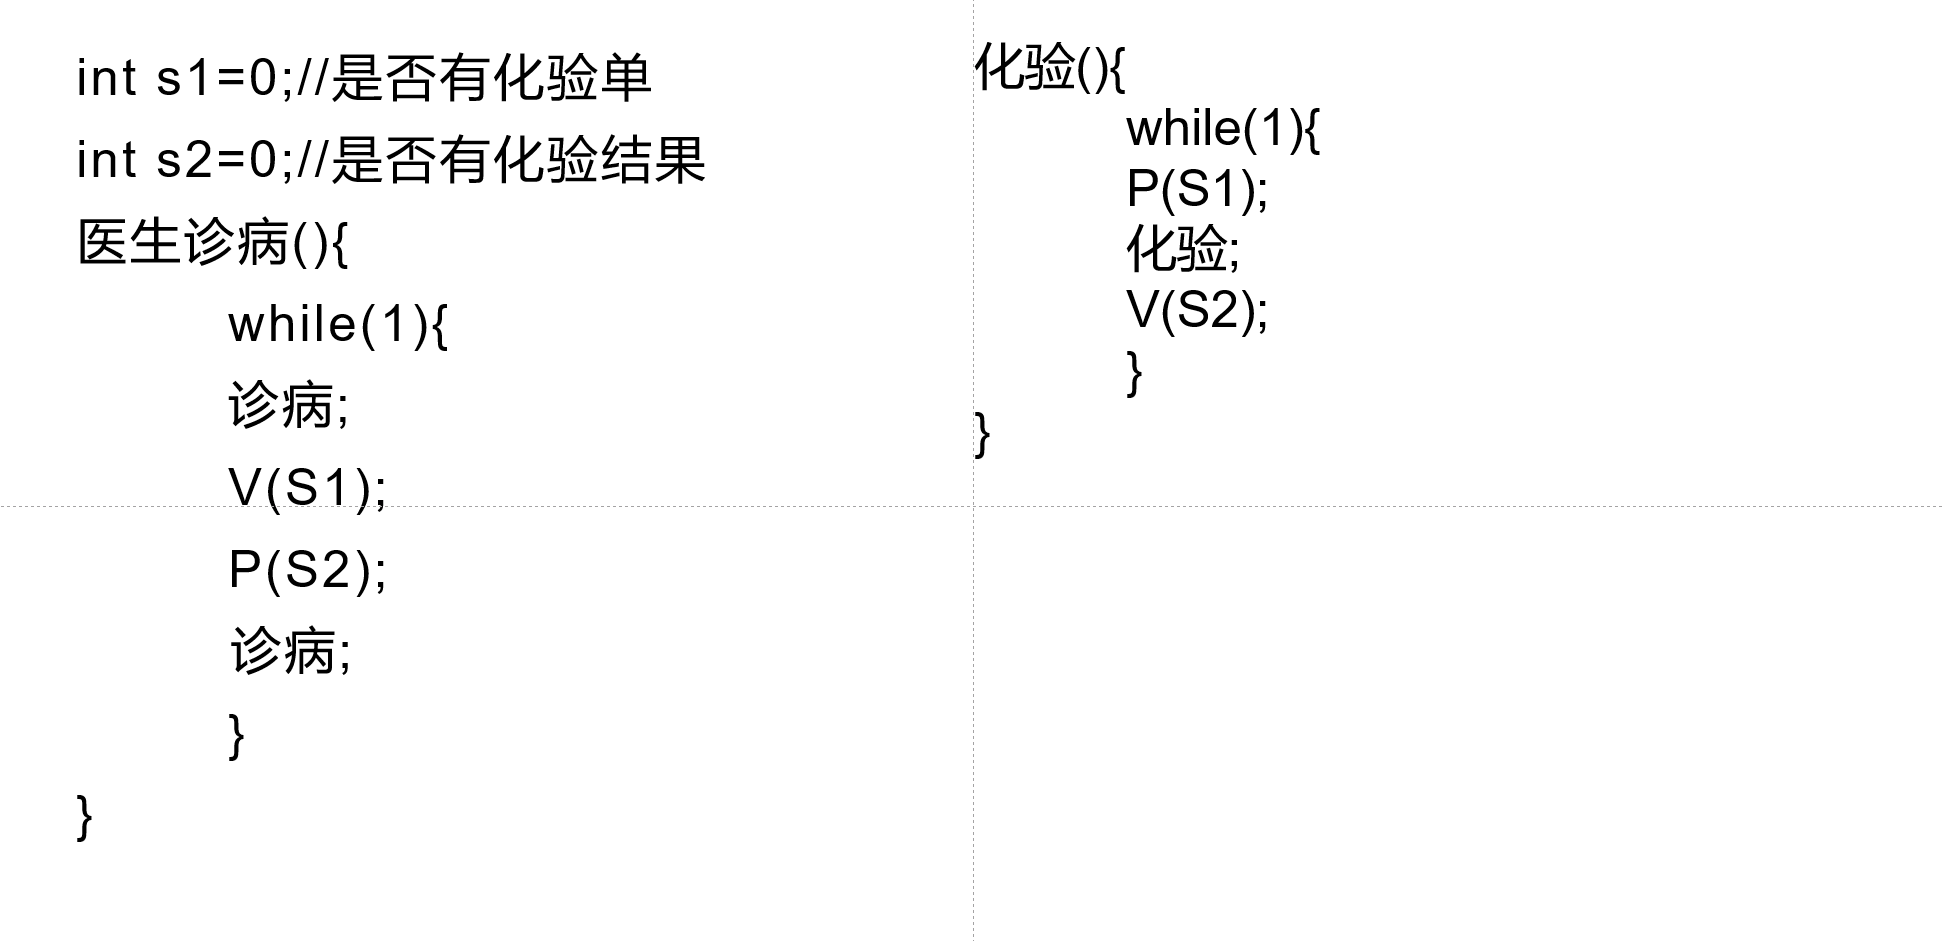 int s1=0;//是否有化验单
int s2=0;//是否有化验结果
医生诊病(){
while(1){
诊病;
V(S1);
P(S2);
诊病;
}
}
化验(){
while(1){
P(S1);
化验;
V(S2);
}
}